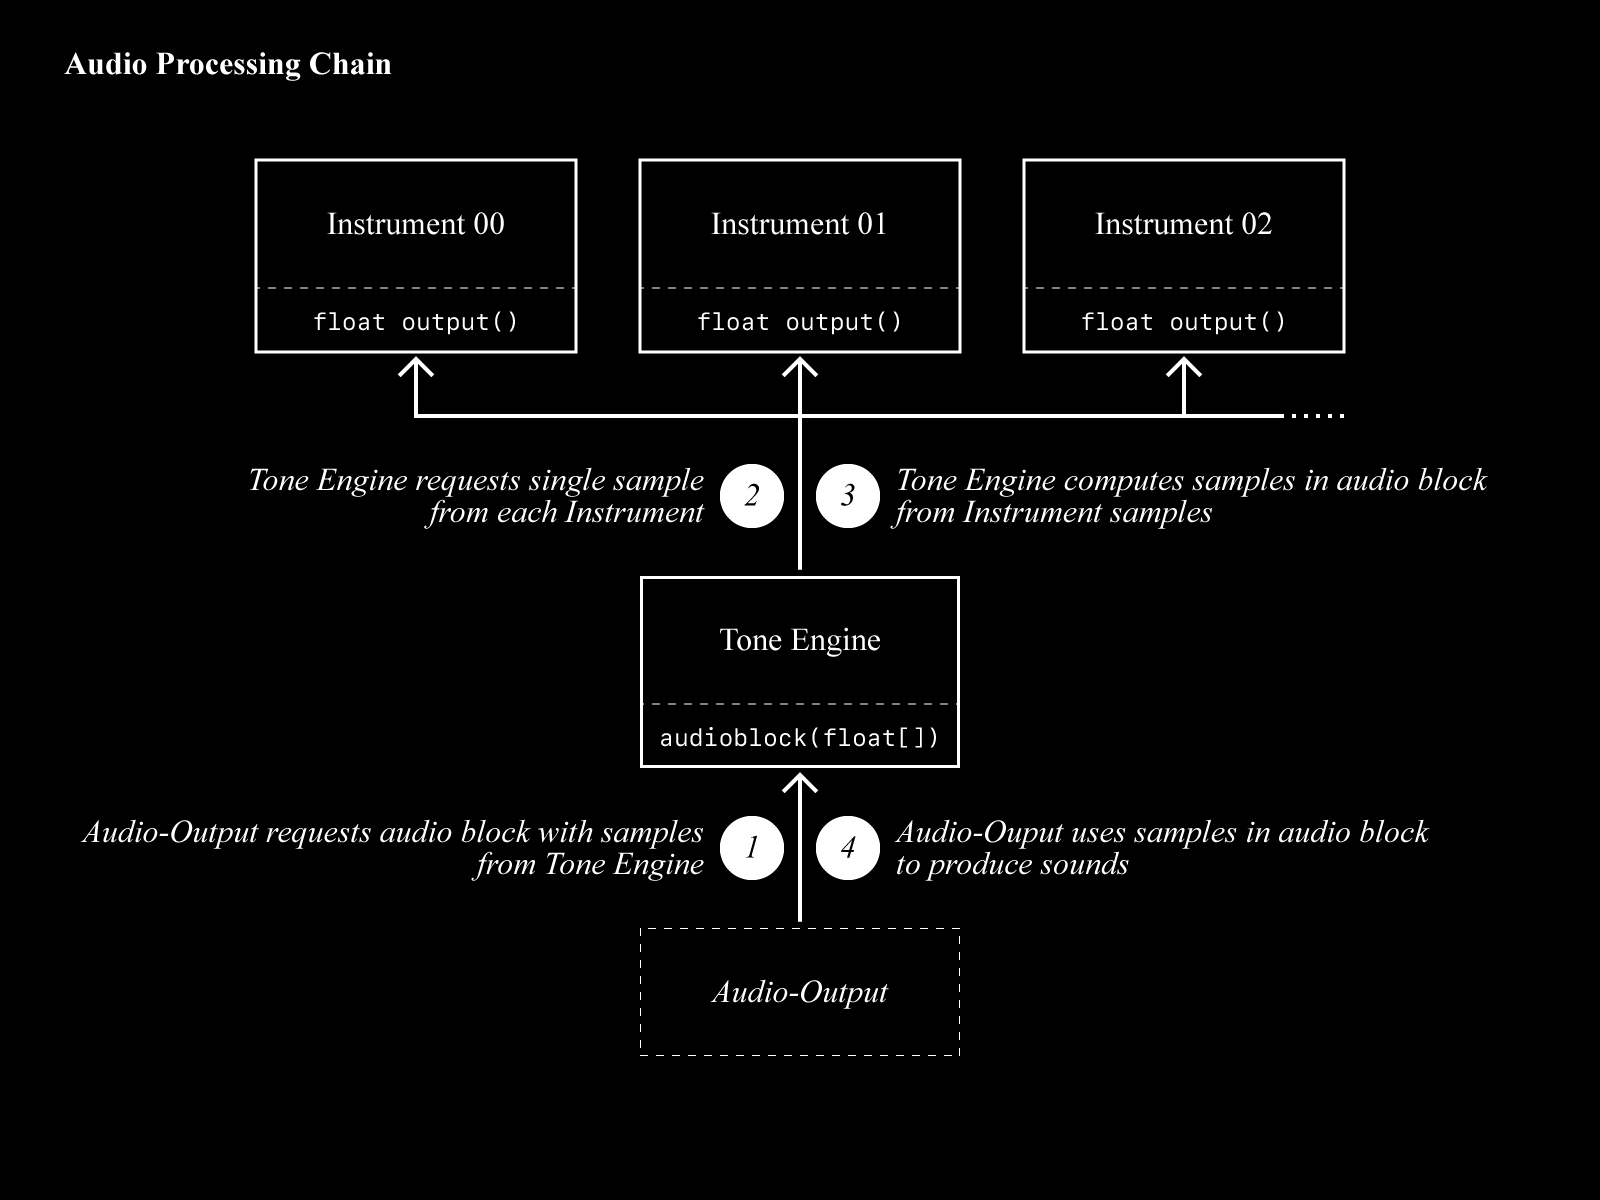 Audio Processing Chain
Instrument 00
float output()
Instrument 01
float output()
Instrument 02
float output()
Tone Engine requests single sample
from each Instrument
2
3
Tone Engine computes samples in audio block
from Instrument samples
Tone Engine
audioblock(float[])
Audio-Output requests audio block with samples
from Tone Engine
1
4
Audio-Ouput uses samples in audio block
to produce sounds
Audio-Output